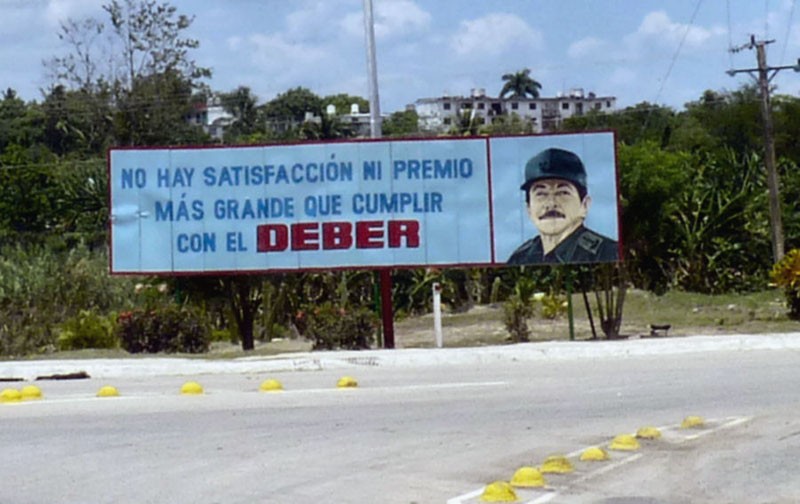 NO HAY SATISFACCIÓN NI PREMIO
MÁS GRANDE QUE CUMPLIR
CON EL DEBER